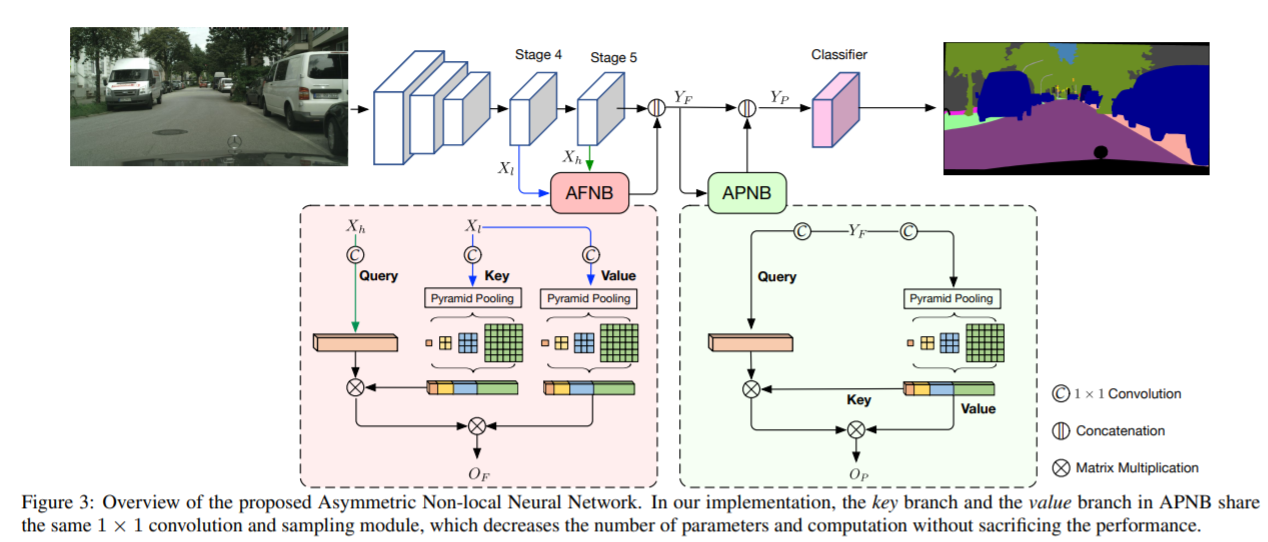 Stage 4
Stage 5
Classifier
Y_F
Y_P
X_l
X_h
AFNB
APNB
X_h
X_l
Y_F
C
C
C
C
C
Query
Key
Value
Query
Pyramid Pooling
Pyramid Pooling
Pyramid Pooling
Key
Value
O_F
O_P
C 1 × 1 Convolution
Concatenation
Matrix Multiplication
Figure 3: Overview of the proposed Asymmetric Non-local Neural Network. In our implementation, the key branch and the value branch in APNB share
the same 1 × 1 convolution and sampling module, which decreases the number of parameters and computation without sacrificing the performance.